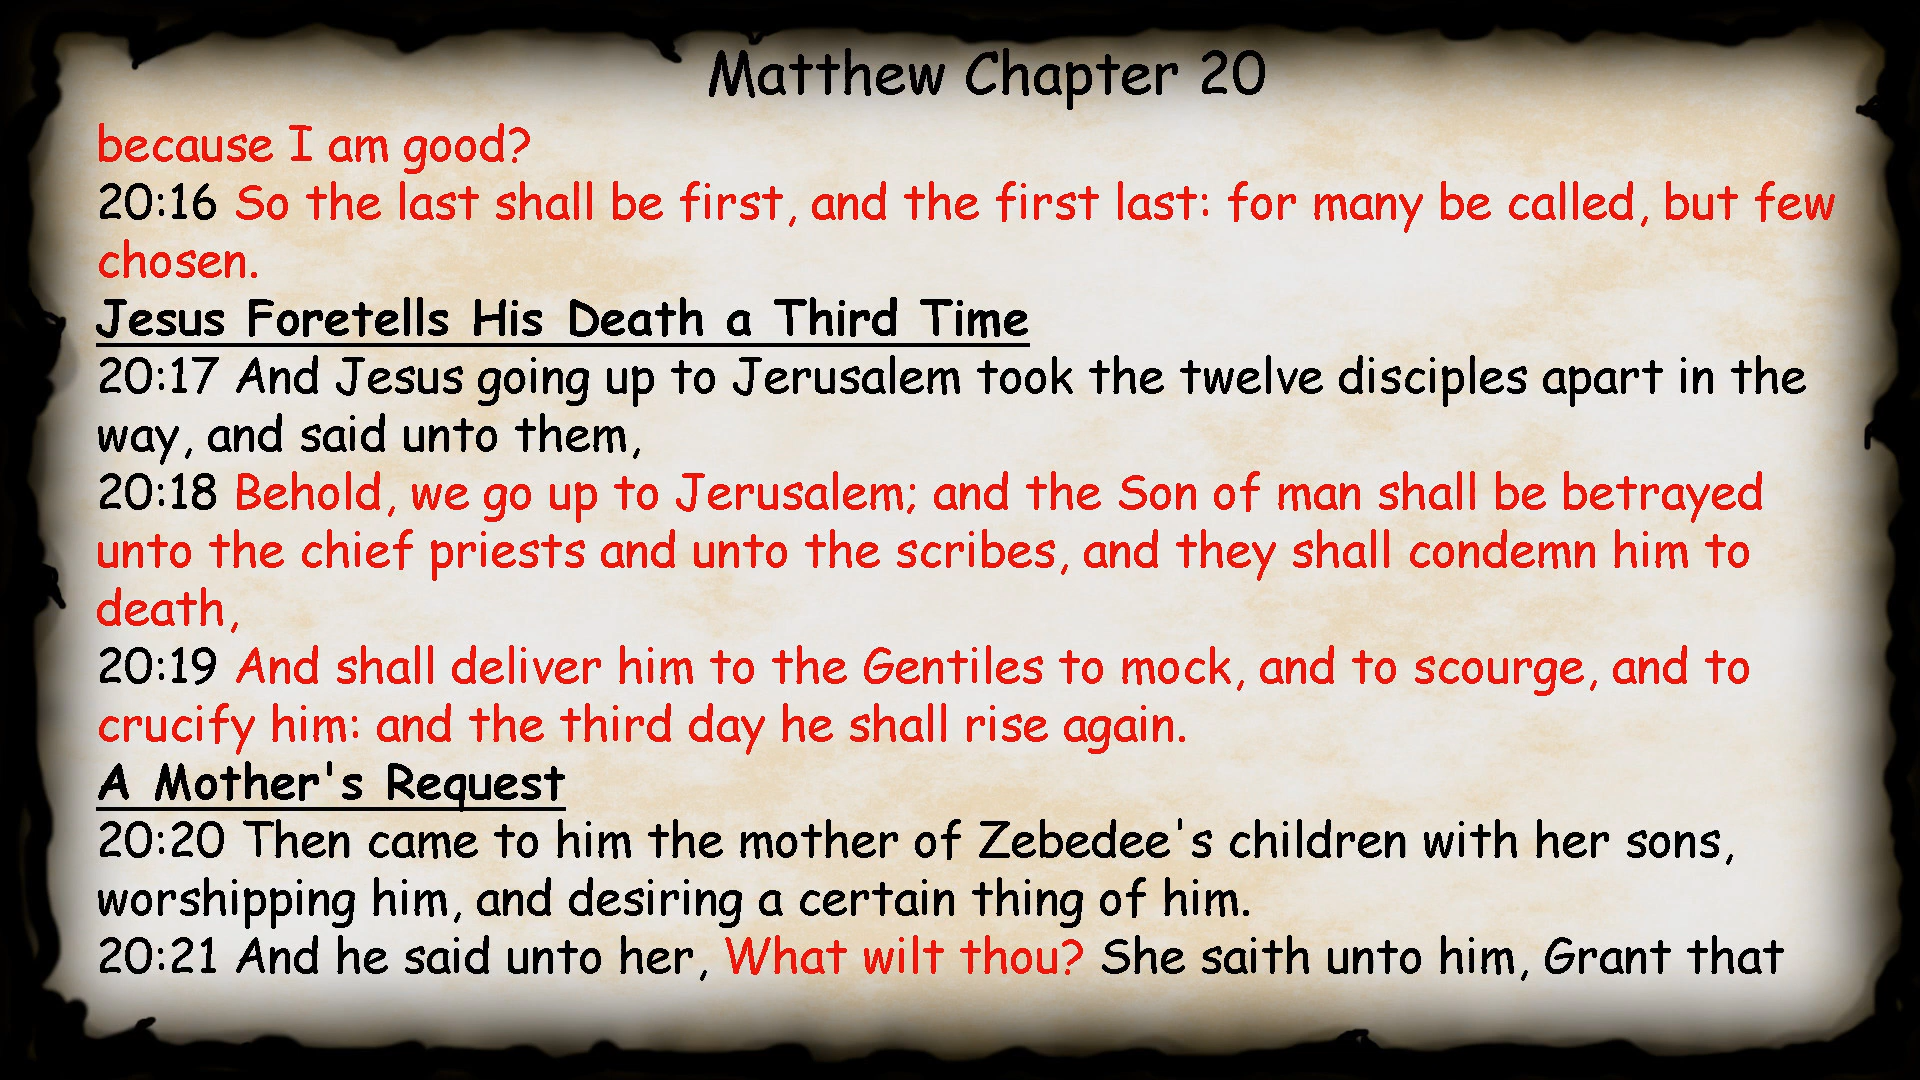 Matthew Chapter 20
because I am good?
20:16 So the last shall be first, and the first last: for many be called, but few
chosen.
Jesus Foretells His Death a Third Time
20:17 And Jesus going up to Jerusalem took the twelve disciples apart in the
way, and said unto them,
20:18 Behold, we go up to Jerusalem; and the Son of man shall be betrayed
unto the chief priests and unto the scribes, and they shall condemn him to
death,
20:19 And shall deliver him to the Gentiles to mock, and to scourge, and to
crucify him: and the third day he shall rise again.
A Mother's Request
20:20 Then came to him the mother of Zebedee's children with her sons,
worshipping him, and desiring a certain thing of him.
20:21 And he said unto her, What wilt thou? She saith unto him, Grant that